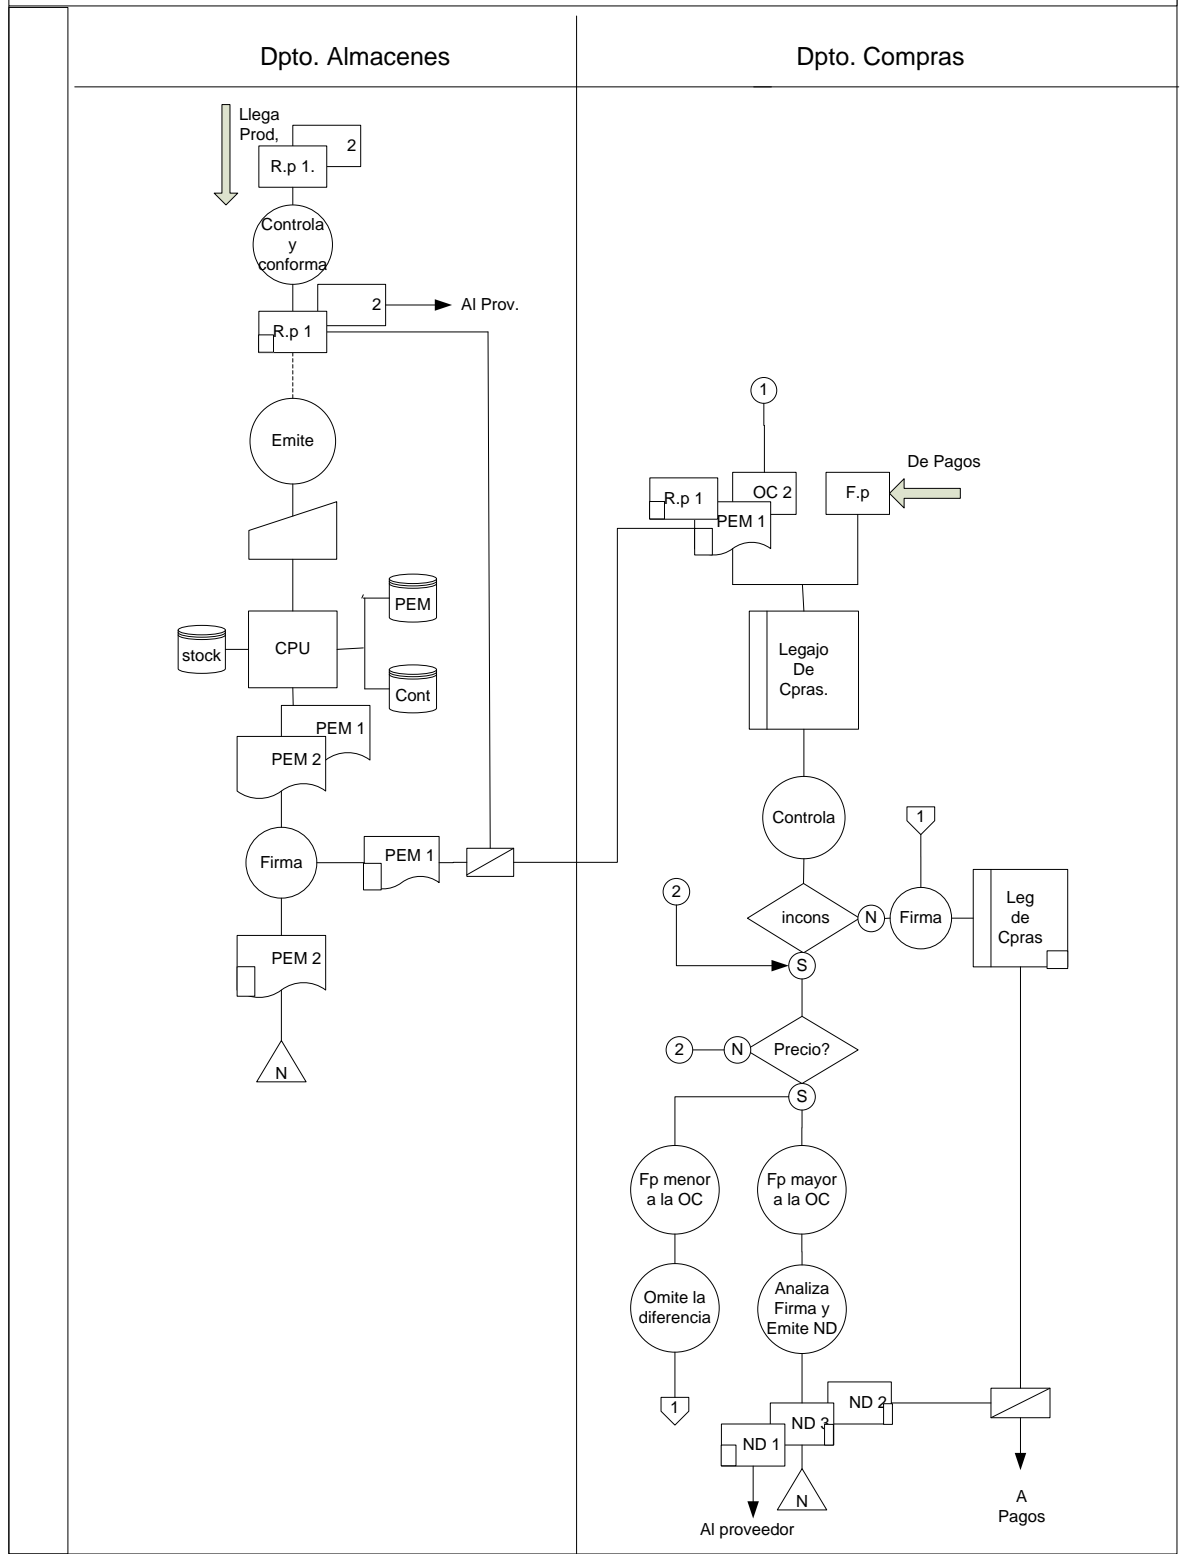 Dpto. Almacenes
Dpto. Compras
Llega
Prod,
2
R.p 1.
Controla
y
conforma
2
Al Prov.
R.p 1
Emite
PEM
stock
CPU
Cont
PEM 1
PEM 2
Firma
PEM 1
PEM 2
N
1
De Pagos
R.p 1
OC 2
F.p
PEM 1
Legajo
De
Cpras.
Controla
1
2
incons
N
Firma
Leg
de
Cpras
S
2
N
Precio?
S
Fp menor
a la OC
Fp mayor
a la OC
Omite la
diferencia
Analiza
Firma y
Emite ND
1
ND 2
ND 3
ND 1
N
Al proveedor
A
Pagos